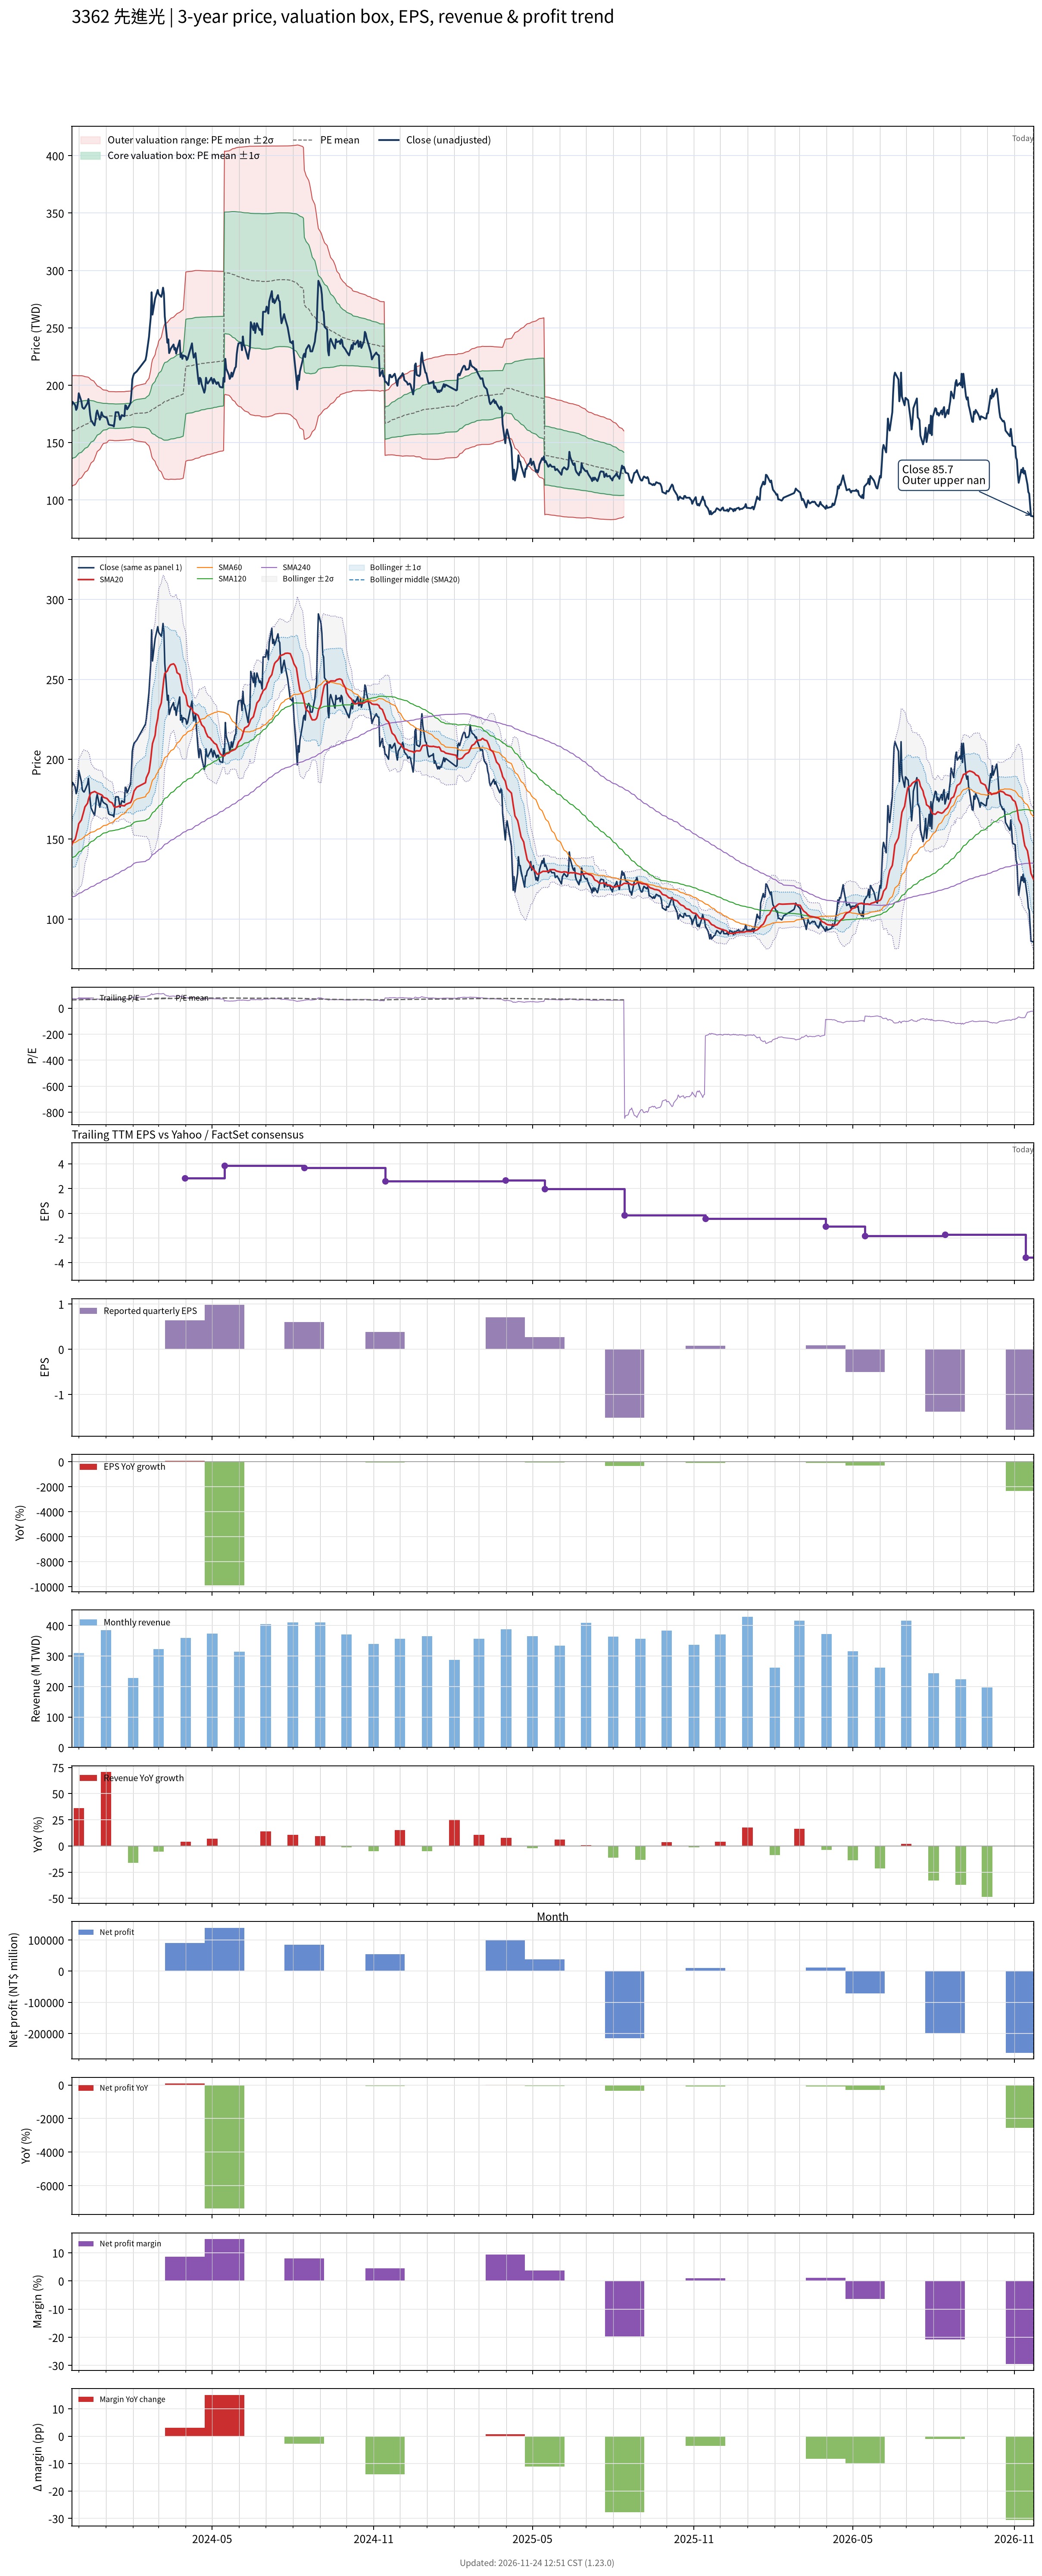 3362 先進光 | 3-year price, valuation box, EPS, revenue & profit trend
Outer valuation range: PE mean ±2σ
PE mean
Close (unadjusted)
Core valuation box: PE mean ±1σ
Today
400
350
300
250
200
150
100
Price (TWD)
Close 85.7
Outer upper nan
Close (same as panel 1)
SMA20
SMA60
SMA120
SMA240
Bollinger ±2σ
Bollinger ±1σ
Bollinger middle (SMA20)
300
250
200
150
100
Price
Trailing P/E
P/E mean
0
-200
-400
-600
-800
P/E
Trailing TTM EPS vs Yahoo / FactSet consensus
Today
4
2
0
-2
-4
EPS
Reported quarterly EPS
1
0
-1
EPS
EPS YoY growth
0
-2000
-4000
-6000
-8000
-10000
YoY (%)
Monthly revenue
400
300
200
100
0
Revenue (M TWD)
Revenue YoY growth
75
50
25
0
-25
-50
YoY (%)
Month
Net profit
100000
0
-100000
-200000
Net profit (NT$ million)
Net profit YoY
0
-2000
-4000
-6000
YoY (%)
Net profit margin
10
0
-10
-20
-30
Margin (%)
Margin YoY change
10
0
-10
-20
-30
Δ margin (pp)
2024-05
2024-11
2025-05
2025-11
2026-05
2026-11
Updated: 2026-11-24 12:51 CST (1.23.0)